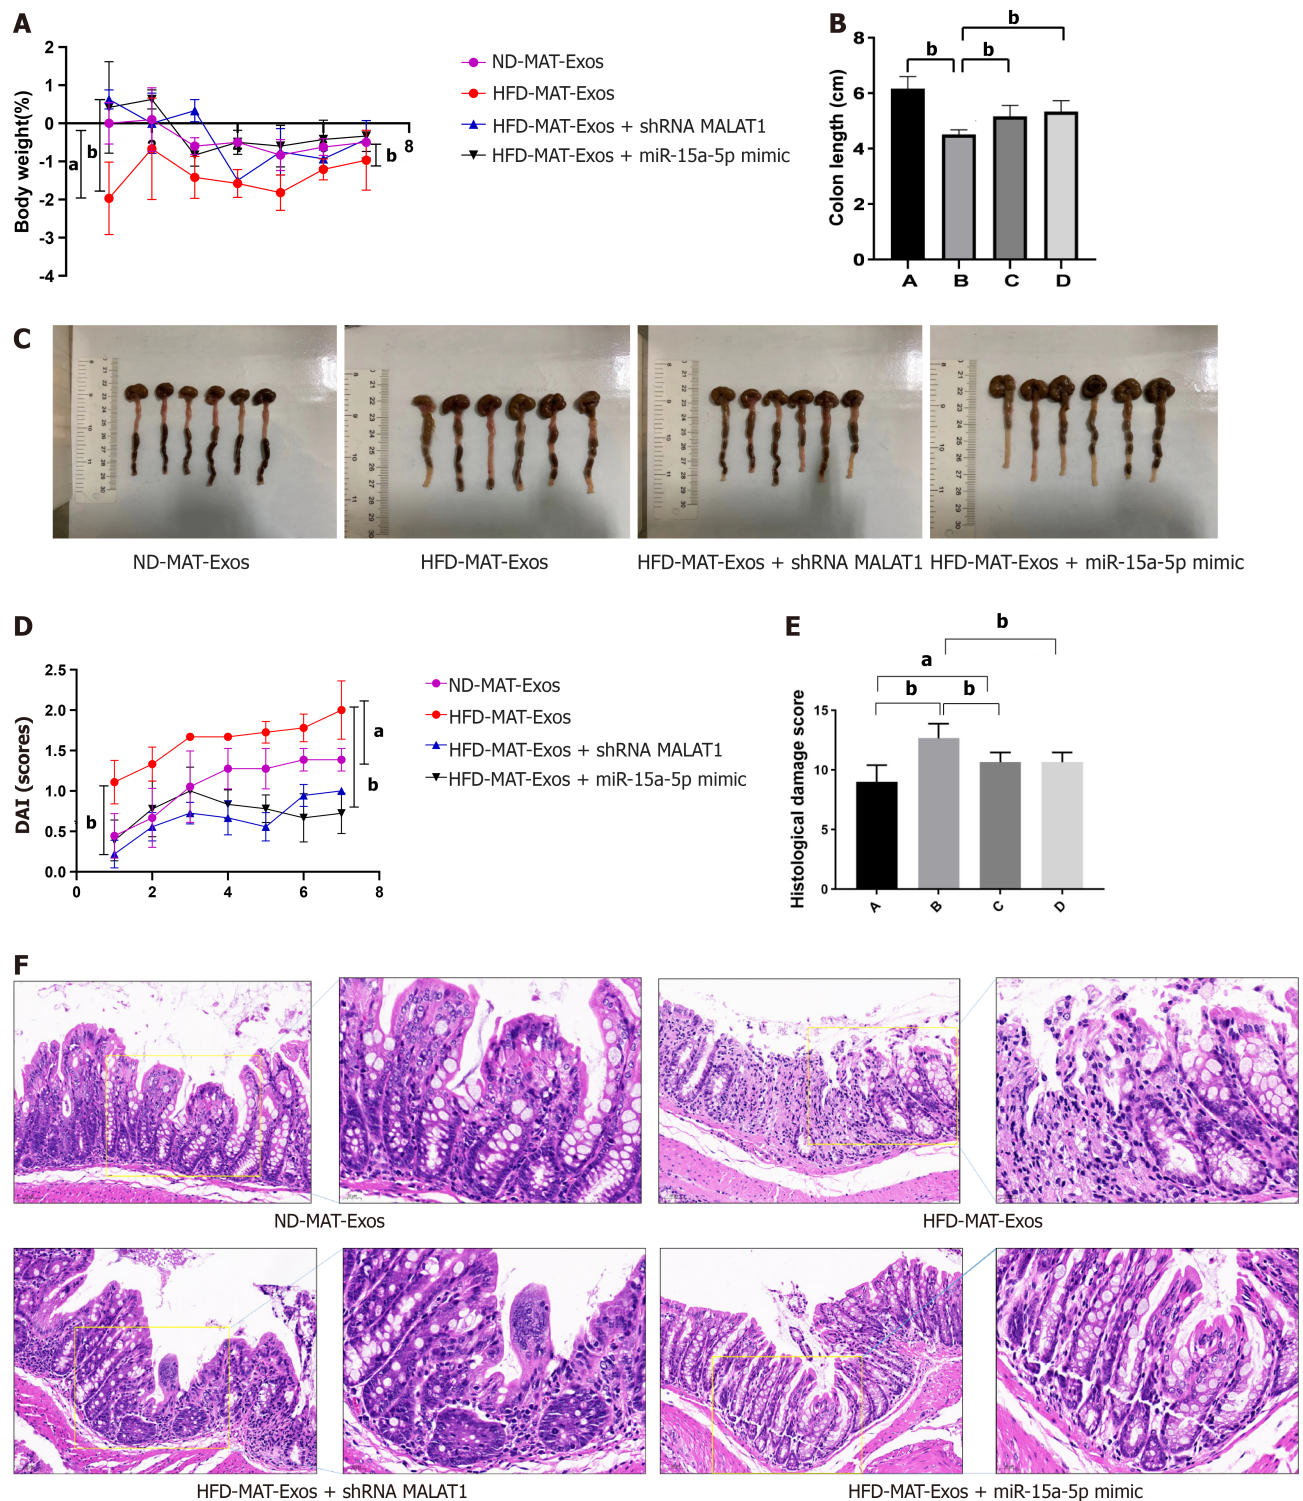 A
2
1
0
-1
-2
-3
-4
Body weight(%)
2
4
8
a
b
b
ND-MAT-Exos
HFD-MAT-Exos
HFD-MAT-Exos + shRNA MALAT1
HFD-MAT-Exos + miR-15a-5p mimic
B
b
b
b
8
6
4
2
0
Colon length (cm)
A B C D
C
ND-MAT-Exos
HFD-MAT-Exos
HFD-MAT-Exos + shRNA MALAT1
HFD-MAT-Exos + miR-15a-5p mimic
D
2.5
2.0
1.5
1.0
0.5
0.0
DAI (scores)
0 2 4 6 8
b
a
b
ND-MAT-Exos
HFD-MAT-Exos
HFD-MAT-Exos + shRNA MALAT1
HFD-MAT-Exos + miR-15a-5p mimic
E
b
a
b
b
15
10
5
0
Histological damage score
A B C D
F
ND-MAT-Exos
HFD-MAT-Exos
HFD-MAT-Exos + shRNA MALAT1
HFD-MAT-Exos + miR-15a-5p mimic